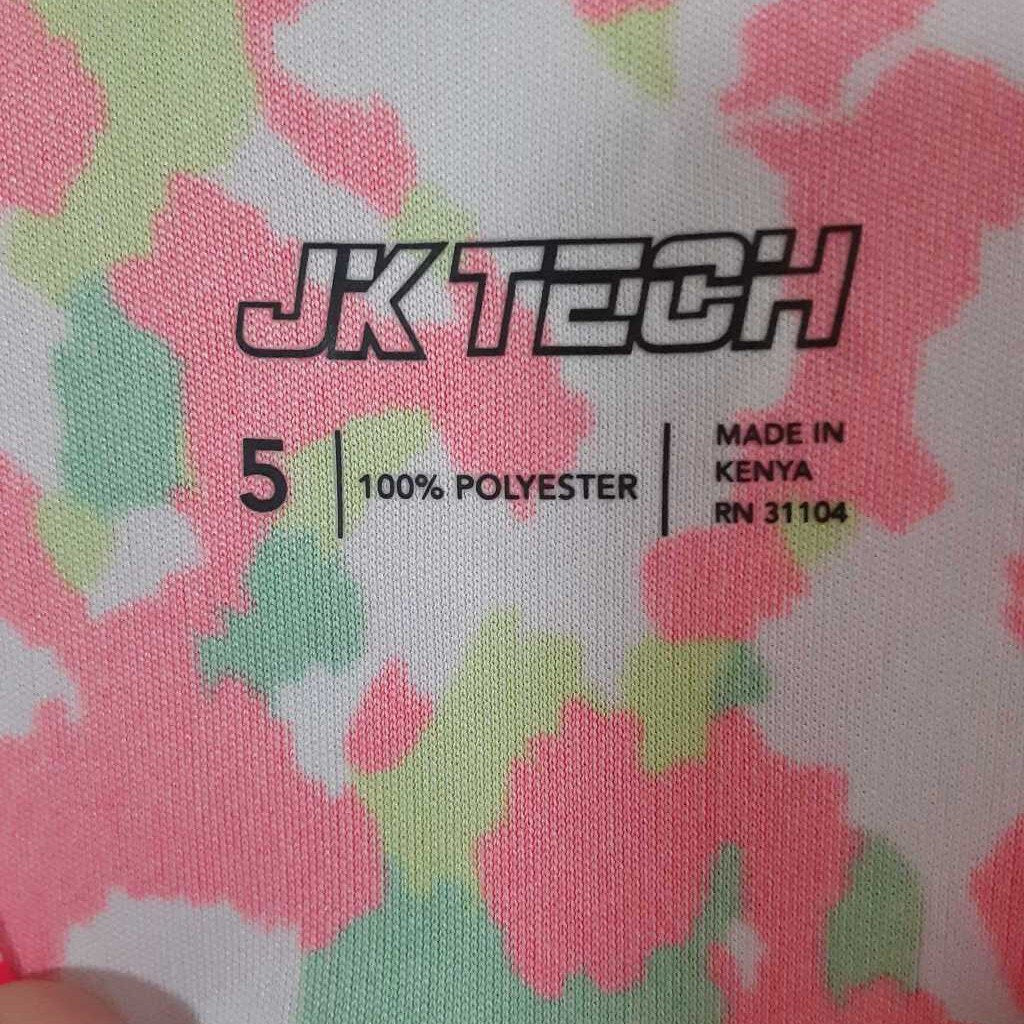 JK TECH
5
100% POLYESTER
MADE IN
KENYA
RN 31104